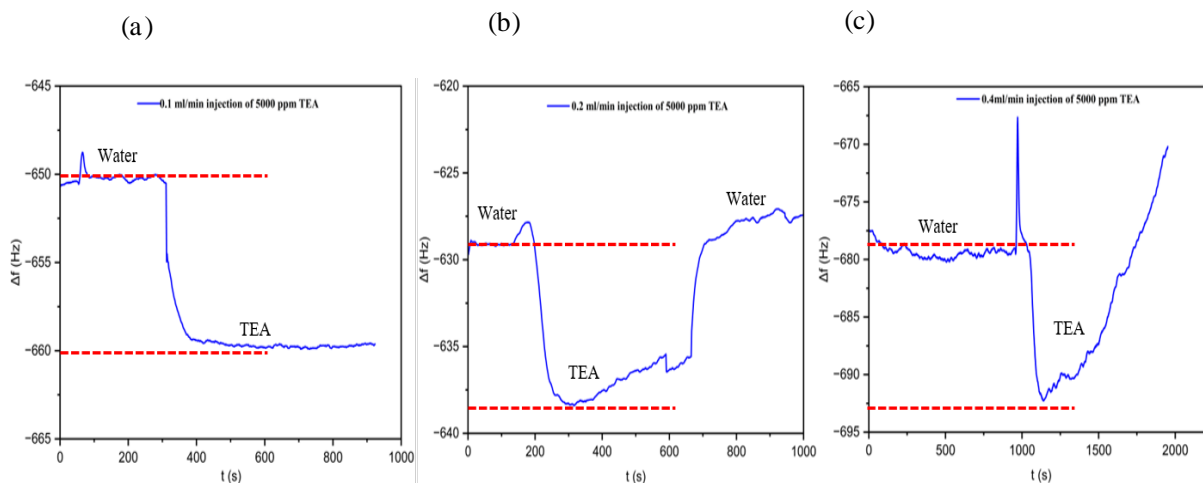 (a)
−645
−650
−655
−660
−665
Δf (Hz)
0.1 ml/min injection of 5000 ppm TEA
Water
TEA
0 200 400 600 800 1000
t (s)
(b)
−620
−625
−630
−635
−640
Δf (Hz)
0.2 ml/min injection of 5000 ppm TEA
Water
Water
TEA
0 200 400 600 800 1000
t (s)
(c)
−665
−670
−675
−680
−685
−690
−695
Δf (Hz)
0.4ml/min injection of 5000 ppm TEA
Water
TEA
0 500 1000 1500 2000
t (s)